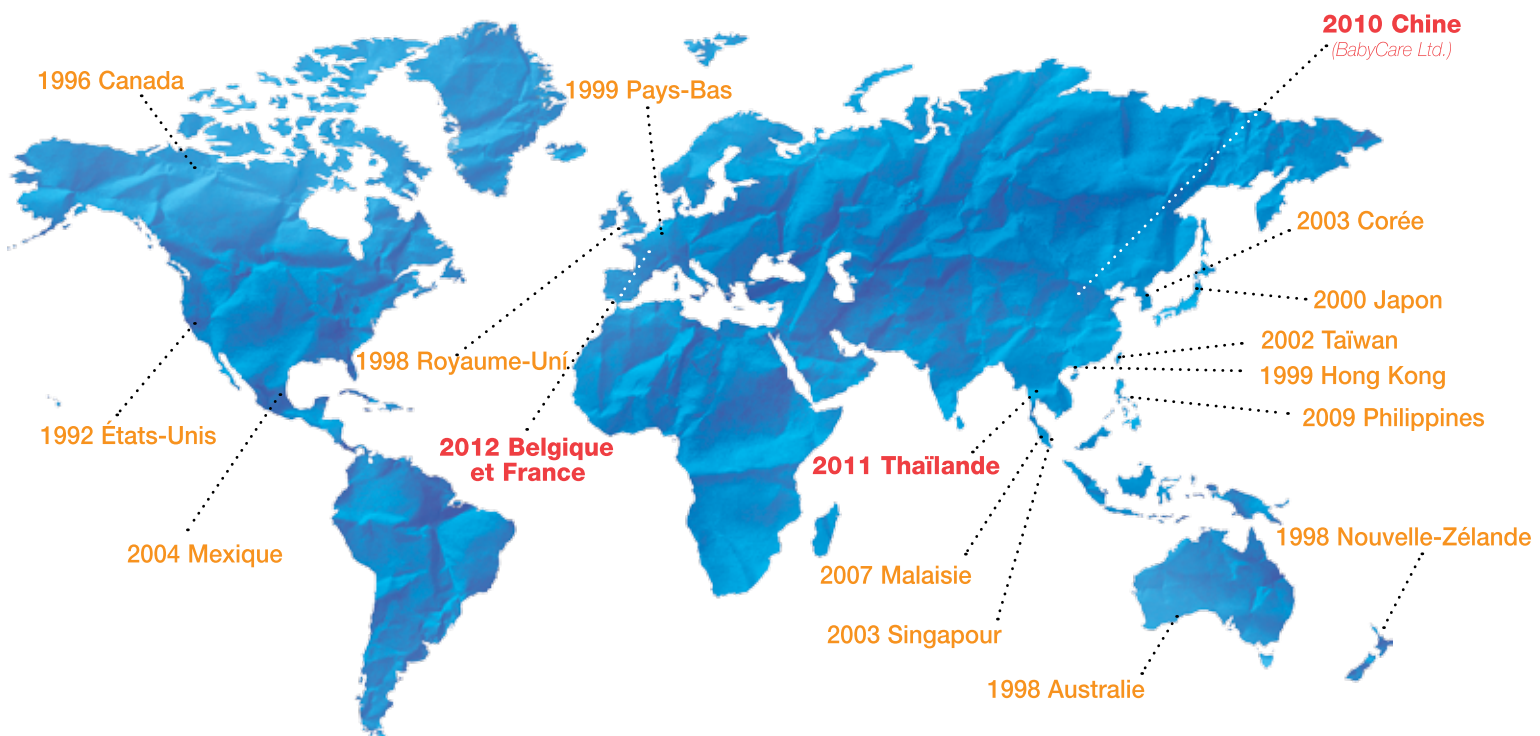 2010 Chine
(BabyCare Ltd.)
1996 Canada
1999 Pays-Bas
2003 Corée
2000 Japon
2002 Taïwan
1998 Royaume-Uni
1999 Hong Kong
2009 Philippines
1992 États-Unis
2012 Belgique
et France
2011 Thaïlande
1998 Nouvelle-Zélande
2004 Mexique
2007 Malaisie
2003 Singapour
1998 Australie